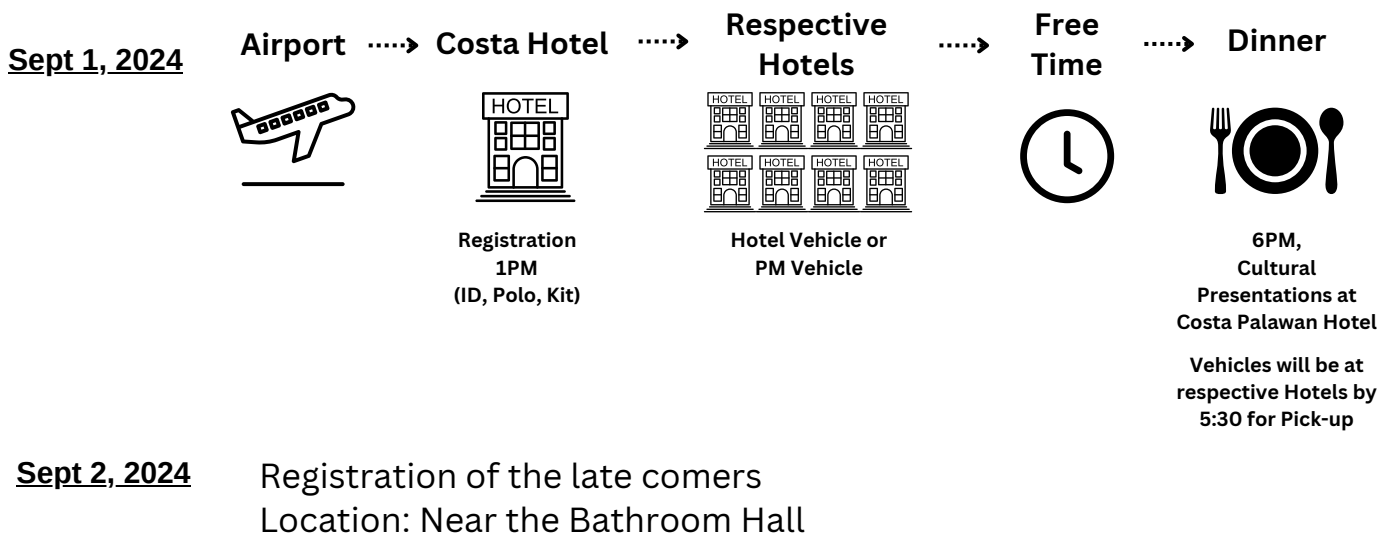 Sept 1, 2024
Airport
Costa Hotel
Respective
Hotels
Free
Time
Dinner
HOTEL
HOTEL HOTEL HOTEL HOTEL
HOTEL HOTEL HOTEL HOTEL
Registration
1PM
(ID, Polo, Kit)
Hotel Vehicle or
PM Vehicle
6PM,
Cultural
Presentations at
Costa Palawan Hotel
Vehicles will be at
respective Hotels by
5:30 for Pick-up
Sept 2, 2024
Registration of the late comers
Location: Near the Bathroom Hall